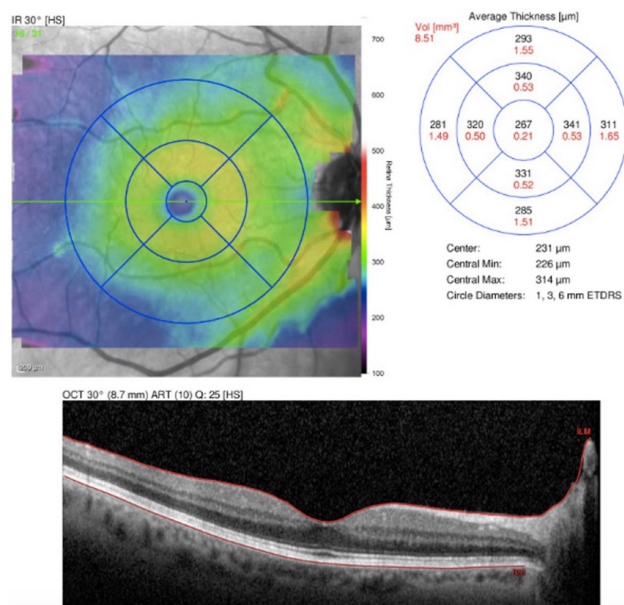 IR 30° [HS]
Retina Thickness [µm]
700
600
500
400
300
200
100
Average Thickness [µm]
Vol [mm³]
8.51
293
1.55
340
0.53
281
1.49
320
0.50
267
0.21
341
0.53
311
1.65
331
0.52
285
1.51
Center: 231 µm
Central Min: 226 µm
Central Max: 314 µm
Circle Diameters: 1, 3, 6 mm ETDRS
OCT 30° (8.7 mm) ART (10) Q: 25 [HS]
ILM